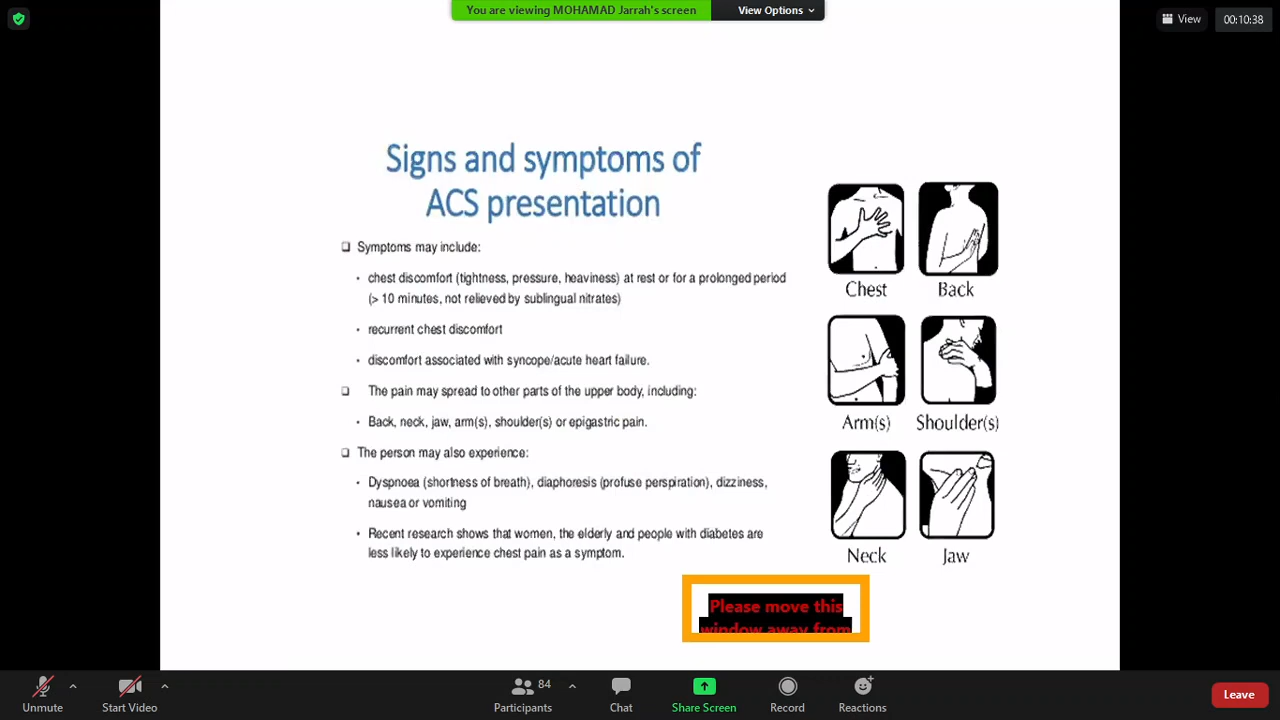 You are viewing MOHAMAD Jarrah's screen
View Options
View
00:10:38
Signs and symptoms of
ACS presentation
Symptoms may include:
chest discomfort (tightness, pressure, heaviness) at rest or for a prolonged period
(> 10 minutes, not relieved by sublingual nitrates)
recurrent chest discomfort
discomfort associated with syncope/acute heart failure.
The pain may spread to other parts of the upper body, including:
Back, neck, jaw, arm(s), shoulder(s) or epigastric pain.
The person may also experience:
Dyspnoea (shortness of breath), diaphoresis (profuse perspiration), dizziness,
nausea or vomiting
Recent research shows that women, the elderly and people with diabetes are
less likely to experience chest pain as a symptom.
Chest
Back
Arm(s)
Shoulder(s)
Neck
Jaw
Please move this
window away from
Unmute
Start Video
84
Participants
Chat
Share Screen
Record
Reactions
Leave